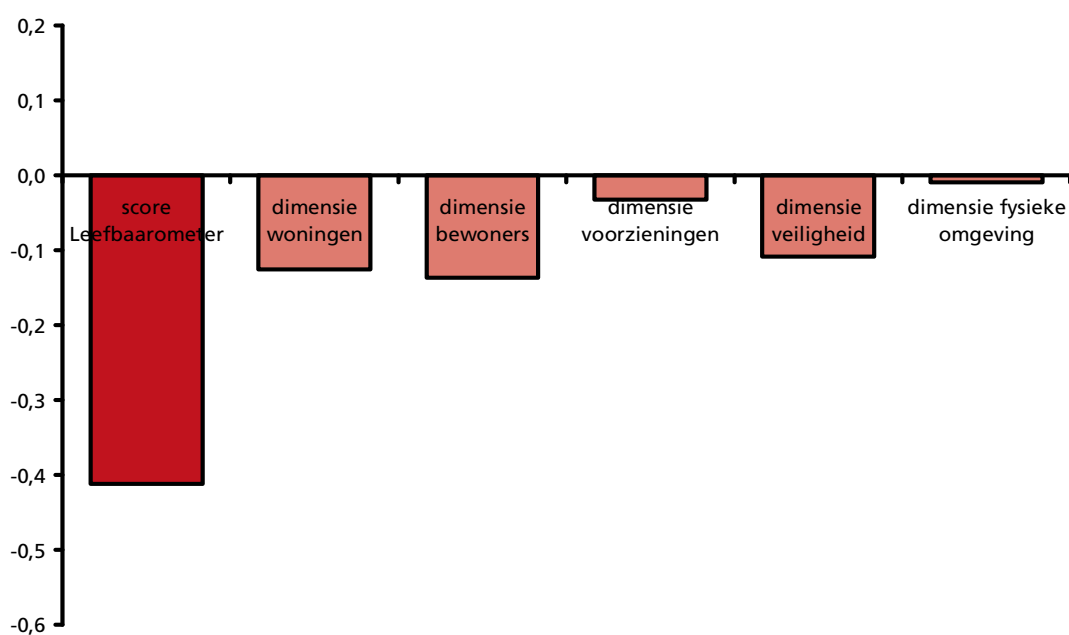 0,2
0,1
0,0
score
Leefbaarometer
dimensie
woningen
dimensie
bewoners
dimensie
voorzieningen
dimensie
veiligheid
dimensie fysieke
omgeving
-0,1
-0,2
-0,3
-0,4
-0,5
-0,6